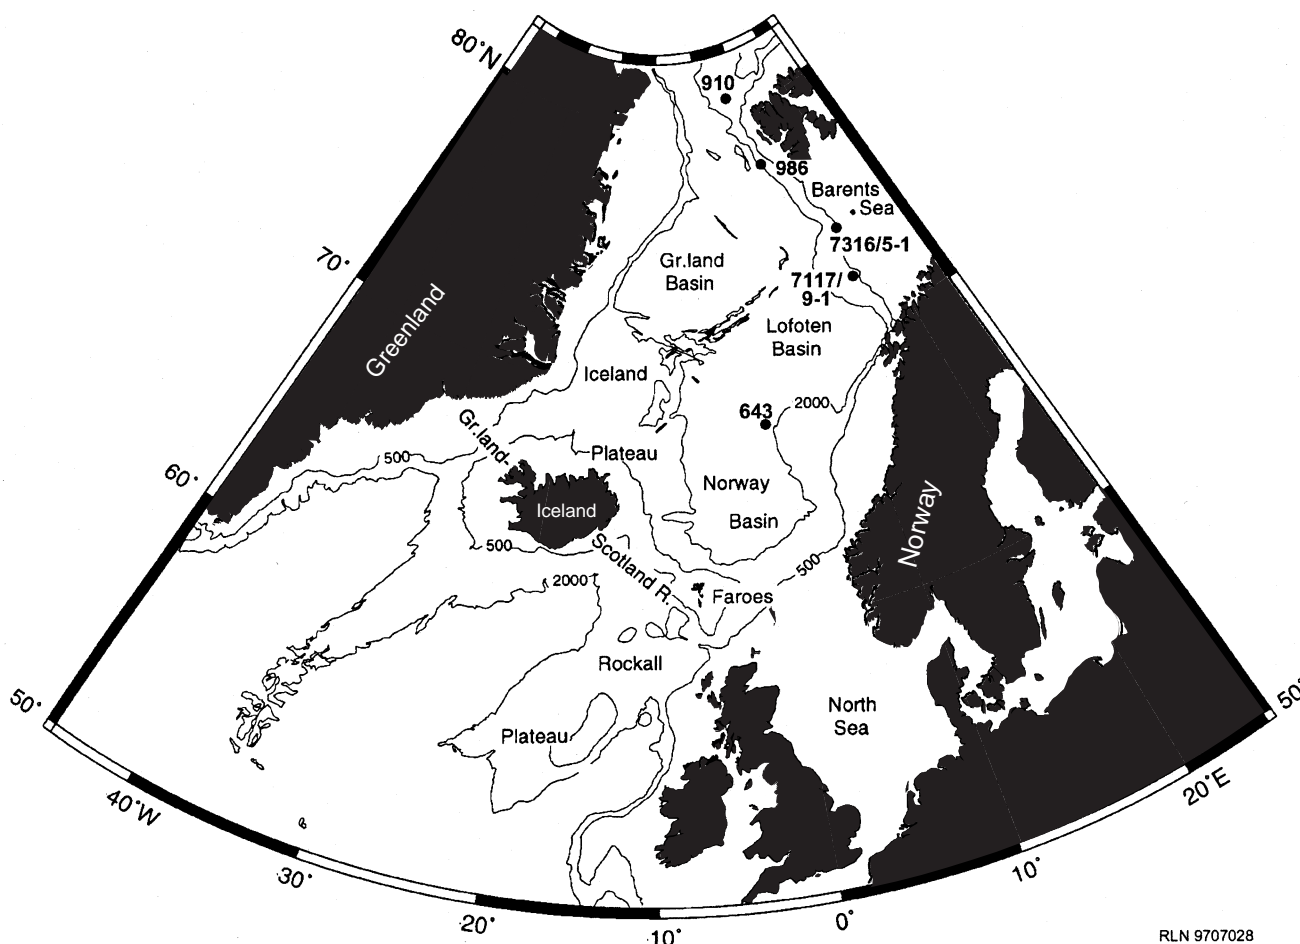 80°N
910
986
Barents
Sea
7316/5-1
70°
Gr.land
Basin
7117/
9-1
Greenland
Lofoten
Basin
Iceland
2000
643
Gr.land-
500
Plateau
60°
Norway
Basin
Norway
Iceland
500
Scotland R.
500
2000
Faroes
Rockall
50°
North
Sea
50°
Plateau
40°W
20°E
30°
10°
20°
0°
10°
RLN 9707028